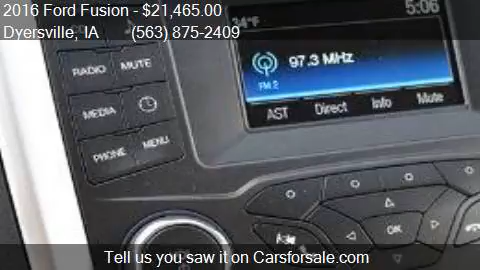 2016 Ford Fusion - $21,465.00
Dyersville, IA (563) 875-2409
34°F 5:06
RADIO MUTE
97.3 MHz
FM 2
MEDIA
AST Direct Info Mute
PHONE MENU
OK
Tell us you saw it on Carsforsale.com